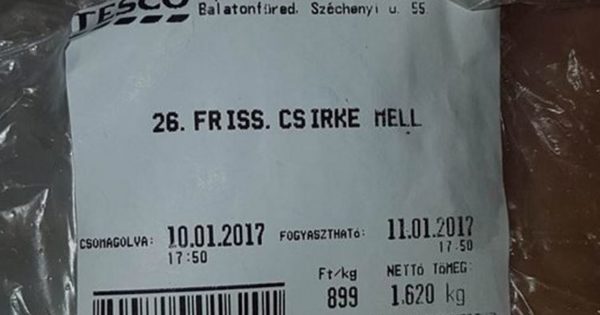 TESCO Balatonfüred, Széchenyi u. 55.
26. FRISS. CSIRKE MELL
CSOMAGOLVA: 10.01.2017 FOGYASZTHATó: 11.01.2017
17:50 17:50
Ft/kg NETTó TöMEG:
899 1.620 kg